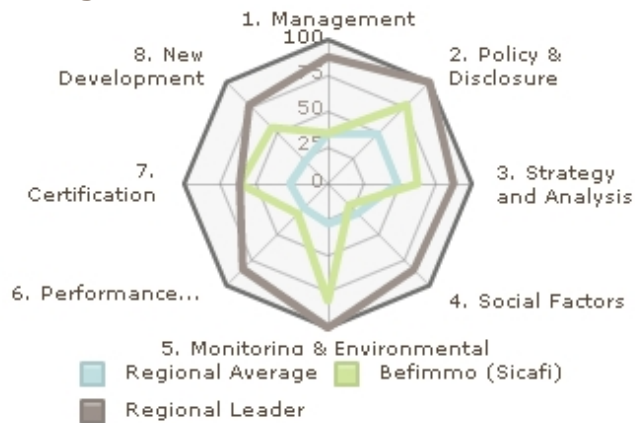 1. Management
100
8. New
Development
2. Policy &
Disclosure
75
50
25
0
7.
Certification
3. Strategy
and Analysis
6. Performance...
4. Social Factors
5. Monitoring & Environmental
Regional Average
Befimmo (Sicafi)
Regional Leader